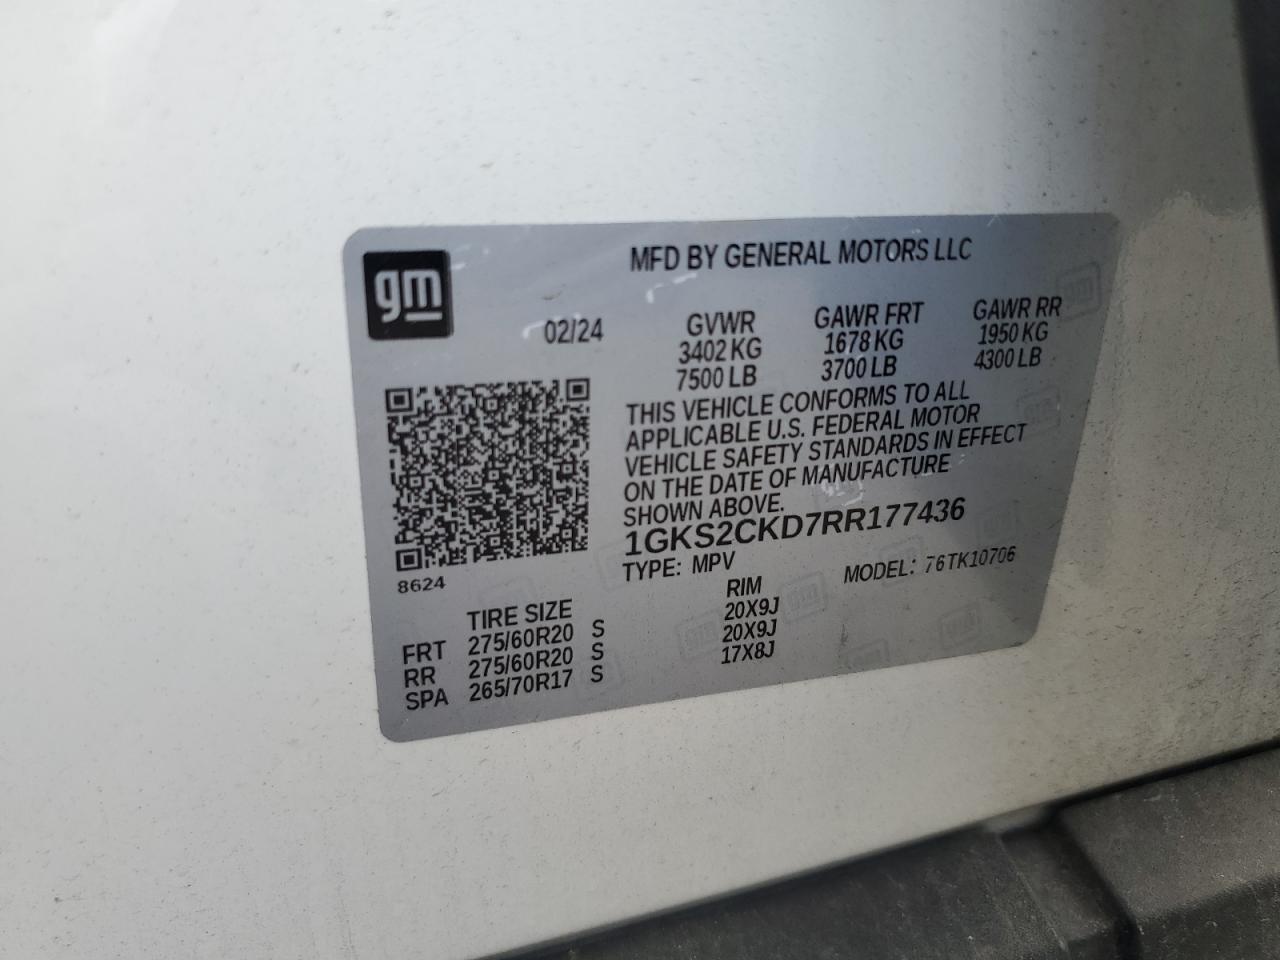 gm
MFD BY GENERAL MOTORS LLC
02/24
GVWR GAWR FRT GAWR RR
3402 KG 1678 KG 1950 KG
7500 LB 3700 LB 4300 LB
THIS VEHICLE CONFORMS TO ALL
APPLICABLE U.S. FEDERAL MOTOR
VEHICLE SAFETY STANDARDS IN EFFECT
ON THE DATE OF MANUFACTURE
SHOWN ABOVE.
1GKS2CKD7RR177436
TYPE: MPV MODEL: 76TK10706
8624
TIRE SIZE RIM
FRT 275/60R20 S 20X9J
RR 275/60R20 S 20X9J
SPA 265/70R17 S 17X8J